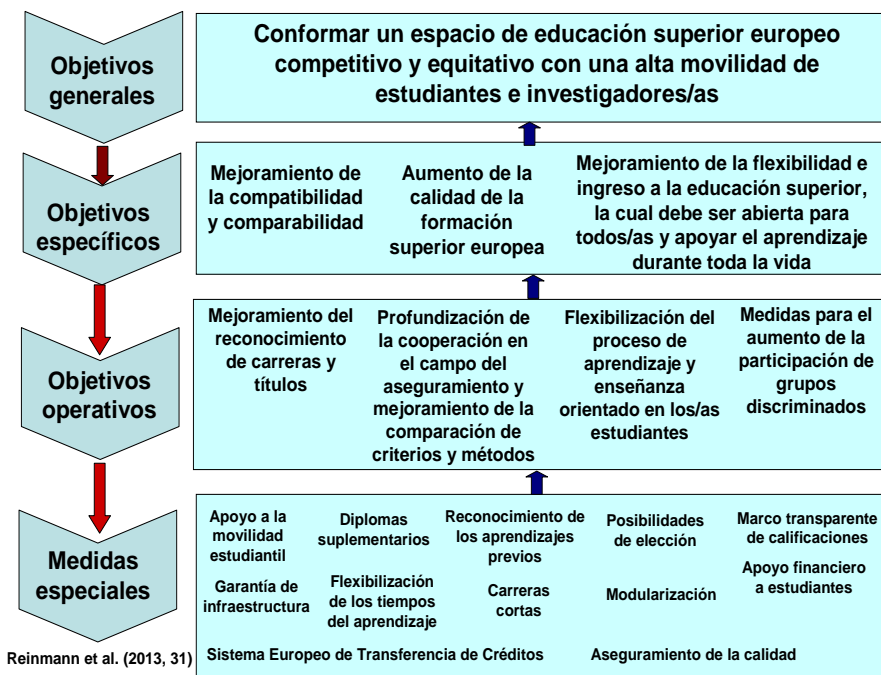 Objetivos
generales
Conformar un espacio de educación superior europeo
competitivo y equitativo con una alta movilidad de
estudiantes e investigadores/as
Objetivos
específicos
Mejoramiento de
la compatibilidad
y comparabilidad
Aumento de la
calidad de la
formación
superior europea
Mejoramiento de la flexibilidad e
ingreso a la educación superior,
la cual debe ser abierta para
todos/as y apoyar el aprendizaje
durante toda la vida
Objetivos
operativos
Mejoramiento del
reconocimiento
de carreras y
títulos
Profundización de
la cooperación en
el campo del
aseguramiento y
mejoramiento de la
comparación de
criterios y métodos
Flexibilización del
proceso de
aprendizaje y
enseñanza
orientado en los/as
estudiantes
Medidas para el
aumento de la
participación de
grupos
discriminados
Medidas
especiales
Apoyo a la
movilidad
estudiantil
Diplomas
suplementarios
Reconocimiento de
los aprendizajes
previos
Posibilidades
de elección
Marco transparente
de calificaciones
Garantía de
infraestructura
Flexibilización
de los tiempos
del aprendizaje
Carreras
cortas
Modularización
Apoyo financiero
a estudiantes
Sistema Europeo de Transferencia de Créditos
Aseguramiento de la calidad
Reinmann et al. (2013, 31)